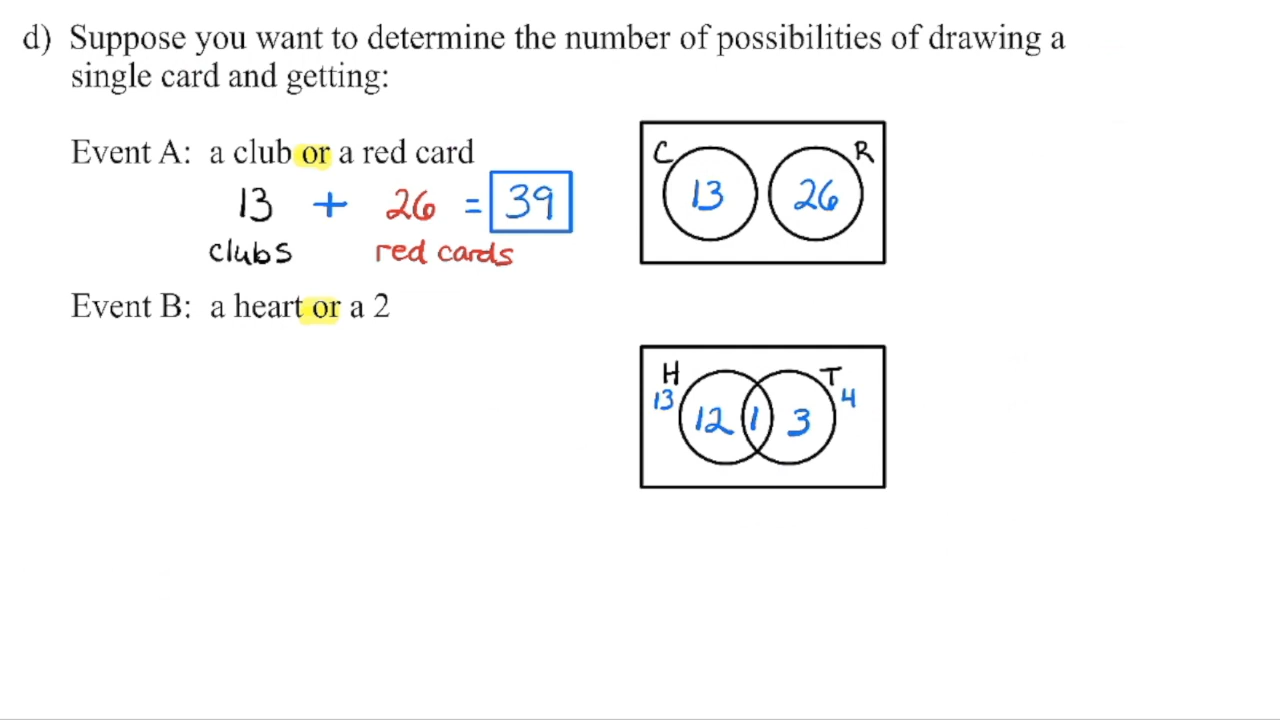 d) Suppose you want to determine the number of possibilities of drawing a
single card and getting:
Event A: a club or a red card
13 + 26 = 39
clubs red cards
C R
13 26
Event B: a heart or a 2
H T
13 4
12 1 3